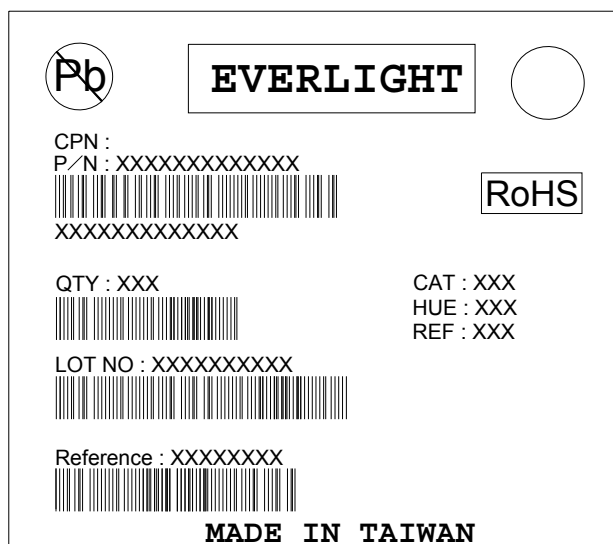 Pb
EVERLIGHT
CPN :
P／N : XXXXXXXXXXXXX
RoHS
XXXXXXXXXXXXX
QTY : XXX
CAT : XXX
HUE : XXX
REF : XXX
LOT NO : XXXXXXXXXX
Reference : XXXXXXXX
MADE IN TAIWAN